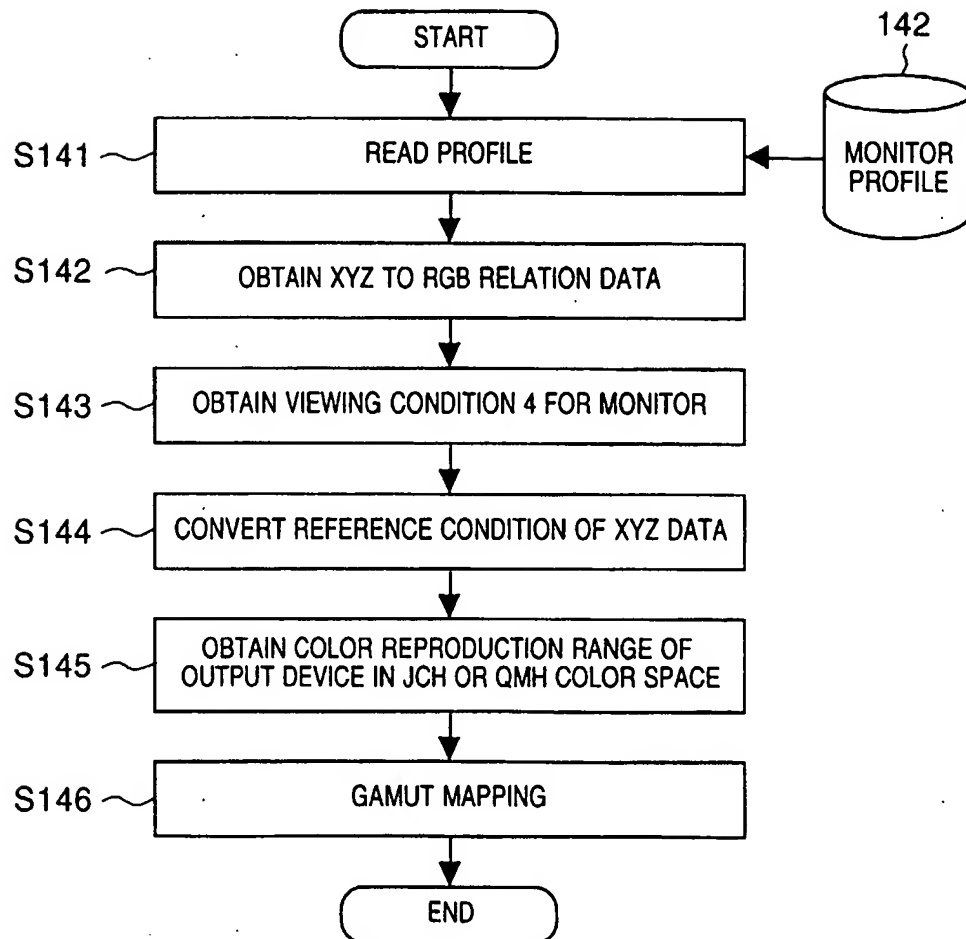 START
142
MONITOR
PROFILE
S141
READ PROFILE
S142
OBTAIN XYZ TO RGB RELATION DATA
S143
OBTAIN VIEWING CONDITION 4 FOR MONITOR
S144
CONVERT REFERENCE CONDITION OF XYZ DATA
S145
OBTAIN COLOR REPRODUCTION RANGE OF
OUTPUT DEVICE IN JCH OR QMH COLOR SPACE
S146
GAMUT MAPPING
END